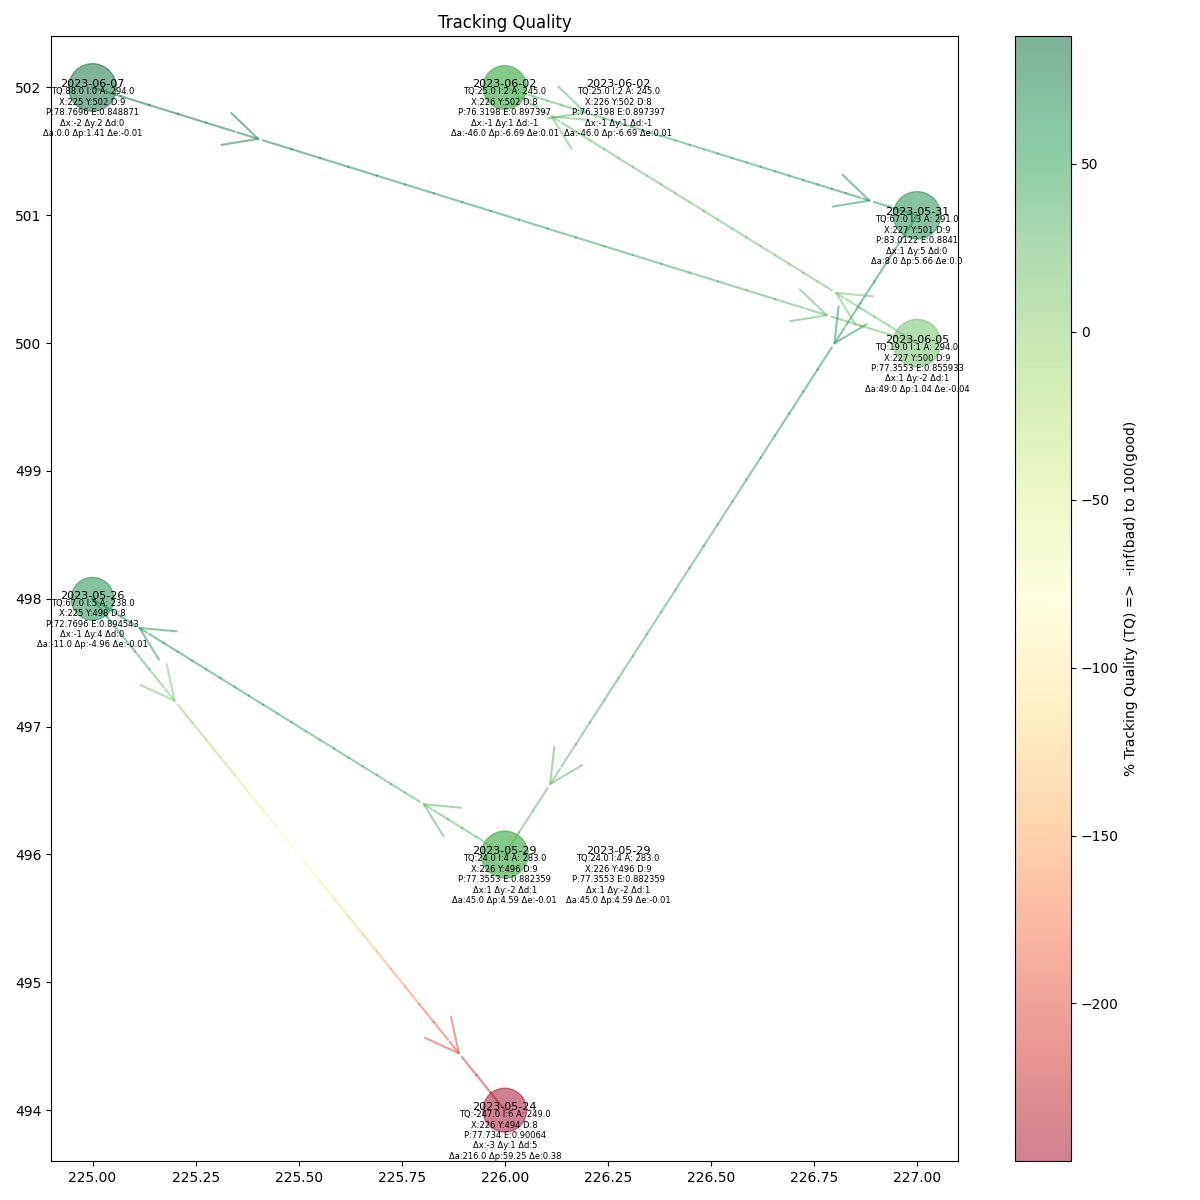 Tracking Quality
2023-06-07
TQ:88.0 I:0 A: 294.0
X:225 Y:502 D:9
P:78.7696 E:0.848871
Δx:-2 Δy:2 Δd:0
Δa:0.0 Δp:1.41 Δe:-0.01
2023-06-02
TQ:25.0 I:2 A: 245.0
X:226 Y:502 D:8
P:76.3198 E:0.897397
Δx:-1 Δy:1 Δd:-1
Δa:-46.0 Δp:-6.69 Δe:0.01
2023-06-02
TQ:25.0 I:2 A: 245.0
X:226 Y:502 D:8
P:76.3198 E:0.897397
Δx:-1 Δy:1 Δd:-1
Δa:-46.0 Δp:-6.69 Δe:0.01
2023-05-31
TQ:67.0 I:3 A: 291.0
X:227 Y:501 D:9
P:83.0122 E:0.8841
Δx:1 Δy:5 Δd:0
Δa:8.0 Δp:5.66 Δe:0.0
2023-06-05
TQ:19.0 I:1 A: 294.0
X:227 Y:500 D:9
P:77.3553 E:0.855933
Δx:1 Δy:-2 Δd:1
Δa:49.0 Δp:1.04 Δe:-0.04
2023-05-26
TQ:67.0 I:5 A: 238.0
X:225 Y:498 D:8
P:72.7696 E:0.894543
Δx:-1 Δy:4 Δd:0
Δa:-11.0 Δp:-4.96 Δe:-0.01
2023-05-29
TQ:24.0 I:4 A: 283.0
X:226 Y:496 D:9
P:77.3553 E:0.882359
Δx:1 Δy:-2 Δd:1
Δa:45.0 Δp:4.59 Δe:-0.01
2023-05-29
TQ:24.0 I:4 A: 283.0
X:226 Y:496 D:9
P:77.3553 E:0.882359
Δx:1 Δy:-2 Δd:1
Δa:45.0 Δp:4.59 Δe:-0.01
2023-05-24
TQ:-247.0 I:6 A: 249.0
X:226 Y:494 D:8
P:77.734 E:0.90064
Δx:-3 Δy:1 Δd:5
Δa:216.0 Δp:59.25 Δe:0.38
502
501
500
499
498
497
496
495
494
225.00
225.25
225.50
225.75
226.00
226.25
226.50
226.75
227.00
50
0
−50
−100
−150
−200
% Tracking Quality (TQ) => -inf(bad) to 100(good)